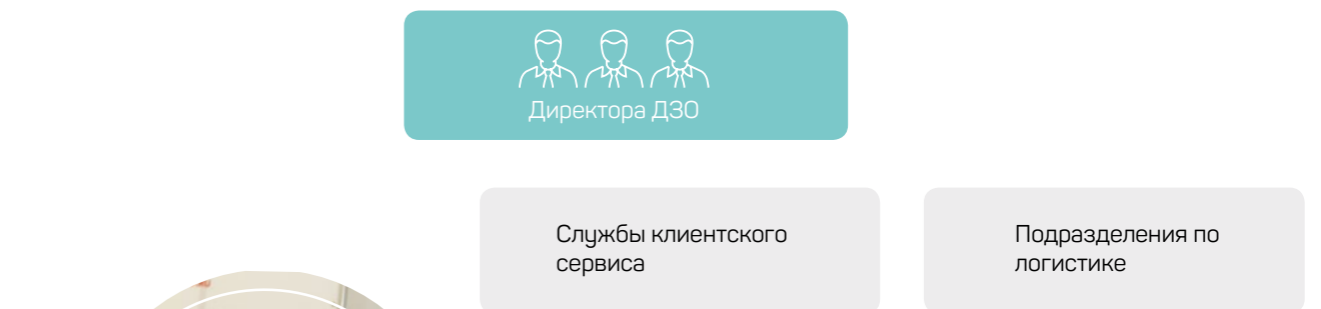 Директора ДЗО
Службы клиентского
сервиса
Подразделения по
логистике